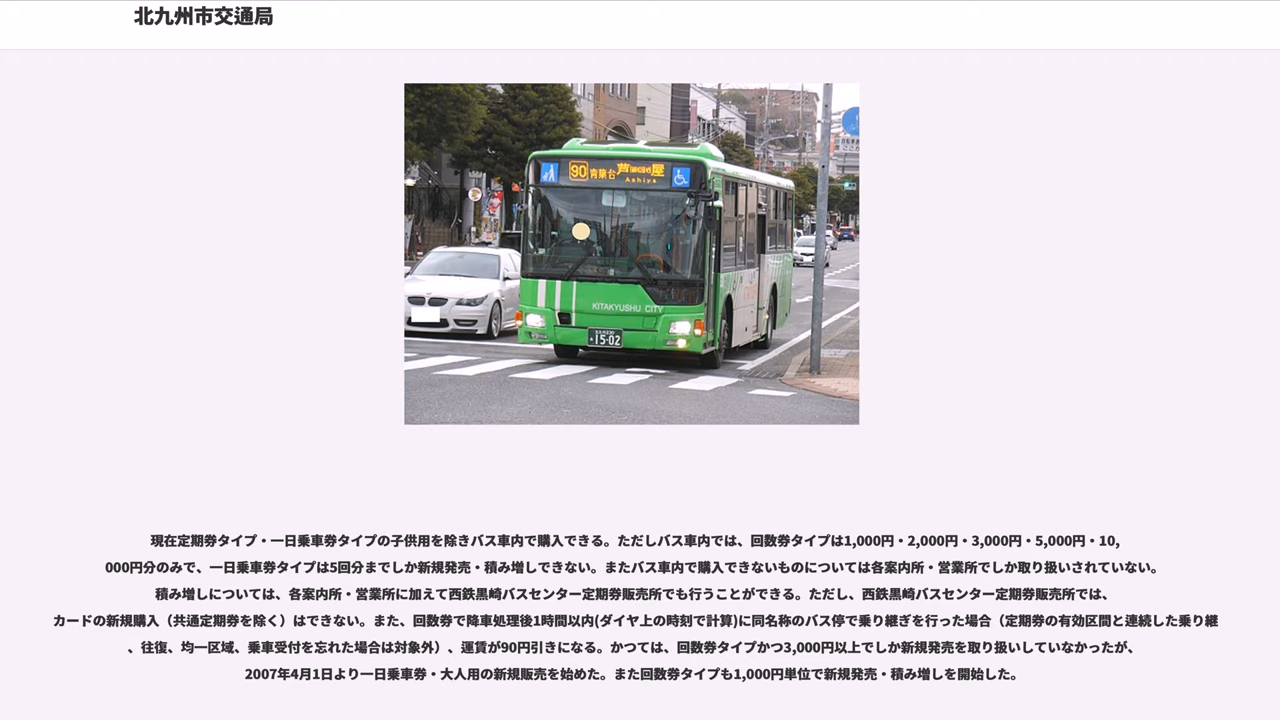 北九州市交通局
90 青葉台 芦屋
Ashiya
KITAKYUSHU CITY
15-02
現在定期券タイプ・一日乗車券タイプの子供用を除きバス車内で購入できる。ただしバス車内では、回数券タイプは1,000円・2,000円・3,000円・5,000円・10,
000円分のみで、一日乗車券タイプは5回分までしか新規発売・積み増しできない。またバス車内で購入できないものについては各案内所・営業所でしか取り扱いされていない。
積み増しについては、各案内所・営業所に加えて西鉄黒崎バスセンター定期券販売所でも行うことができる。ただし、西鉄黒崎バスセンター定期券販売所では、
カードの新規購入（共通定期券を除く）はできない。また、回数券で降車処理後1時間以内(ダイヤ上の時刻で計算)に同名称のバス停で乗り継ぎを行った場合（定期券の有効区間と連続した乗り継
、往復、均一区域、乗車受付を忘れた場合は対象外）、運賃が90円引きになる。かつては、回数券タイプかつ3,000円以上でしか新規発売を取り扱いしていなかったが、
2007年4月1日より一日乗車券・大人用の新規販売を始めた。また回数券タイプも1,000円単位で新規発売・積み増しを開始した。